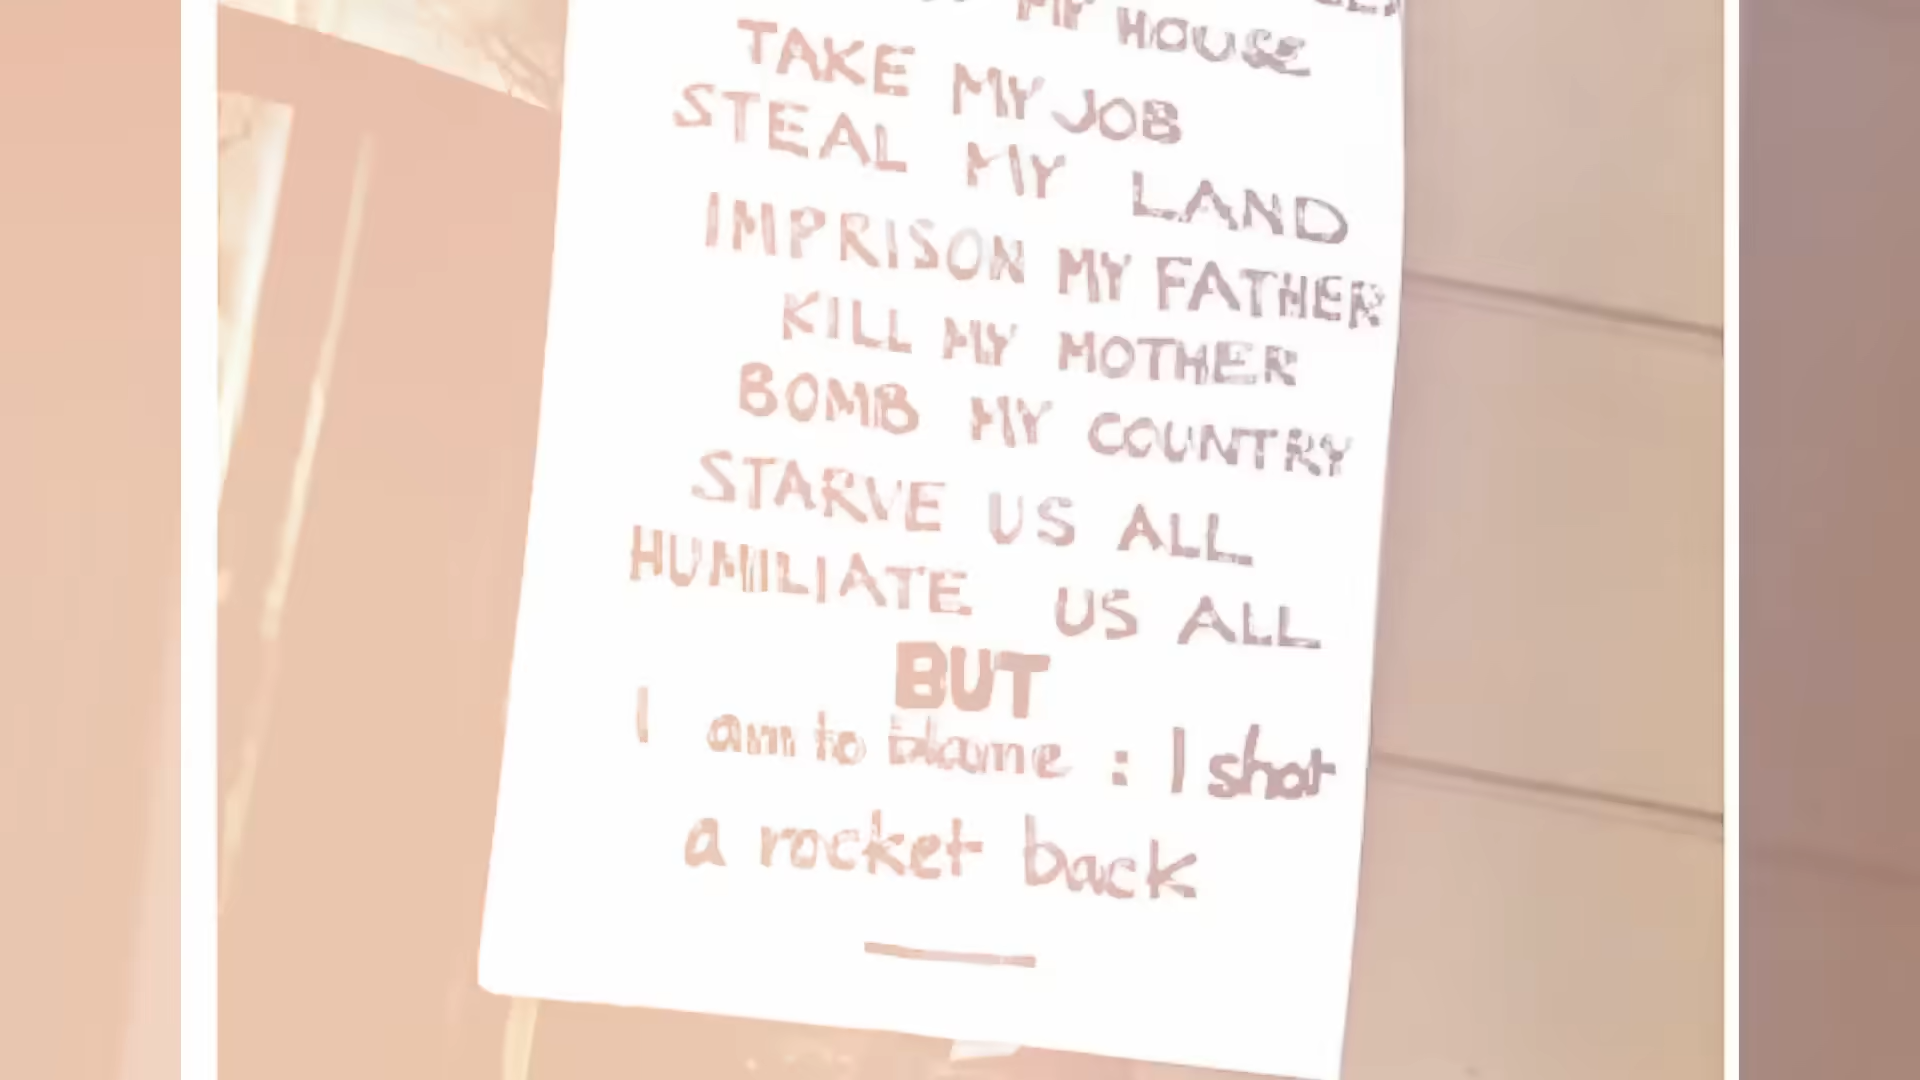 MY HOUSE
TAKE MY JOB
STEAL MY LAND
IMPRISON MY FATHER
KILL MY MOTHER
BOMB MY COUNTRY
STARVE US ALL
HUMILIATE US ALL
BUT
I am to blame : I shot
a rocket back